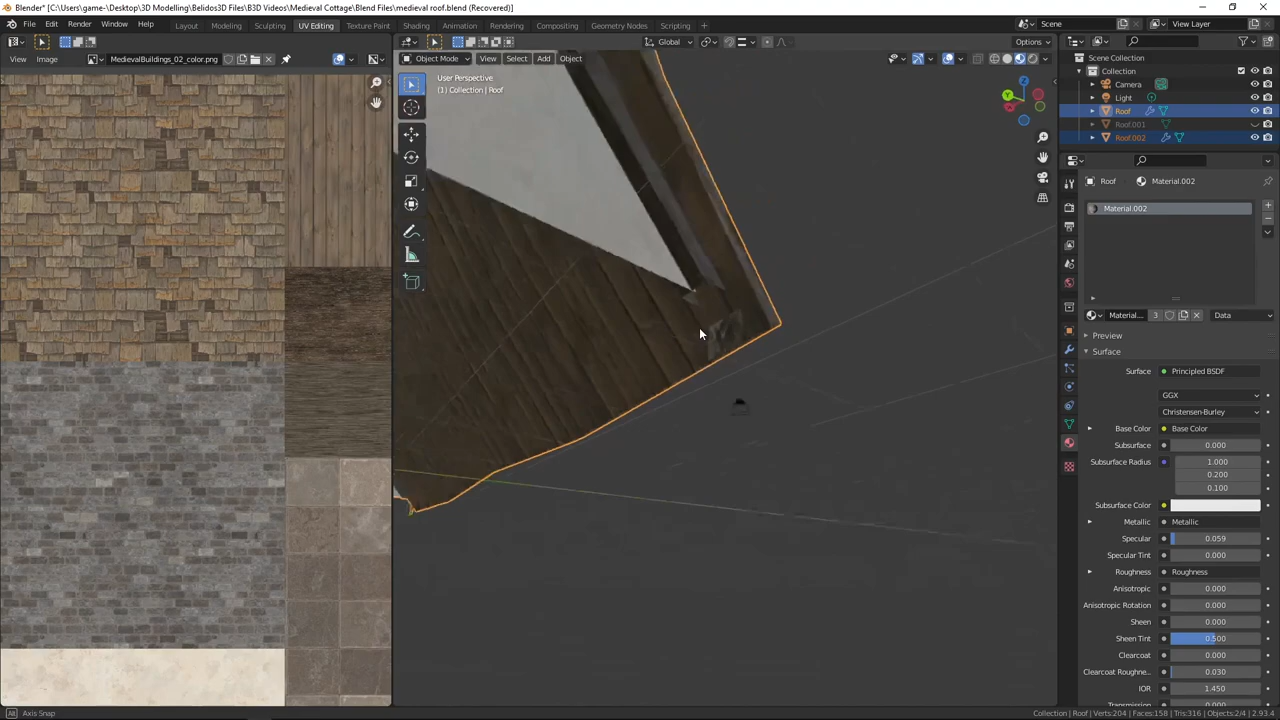 Blender* [C:\Users\game-\Desktop\3D Modelling\Belidos3D Files\B3D Videos\Medieval Cottage\Blend Files\medieval roof.blend (Recovered)]
File Edit Render Window Help Layout Modeling Sculpting UV Editing Texture Paint Shading Animation Rendering Compositing Geometry Nodes Scripting + Scene View Layer
Global Options
View Image MedievalBuildings_02_color.png Object Mode View Select Add Object
Scene Collection
Collection
Camera
Light
Roof
Roof.001
Roof.002
User Perspective
(1) Collection | Roof
X
Y
Z
Roof Material.002
Material.002
Material... 3 Data
Preview
Surface
Surface Principled BSDF
GGX
Christensen-Burley
Base Color Base Color
Subsurface 0.000
Subsurface Radius 1.000
0.200
0.100
Subsurface Color
Metallic Metallic
Specular 0.059
Specular Tint 0.000
Roughness Roughness
Anisotropic 0.000
Anisotropic Rotation 0.000
Sheen 0.000
Sheen Tint 0.500
Clearcoat 0.000
Clearcoat Roughne... 0.030
IOR 1.450
Transmission 0.000
Alt Axis Snap Collection | Roof | Verts:204 | Faces:158 | Tris:316 | Objects:2/4 | 2.93.4